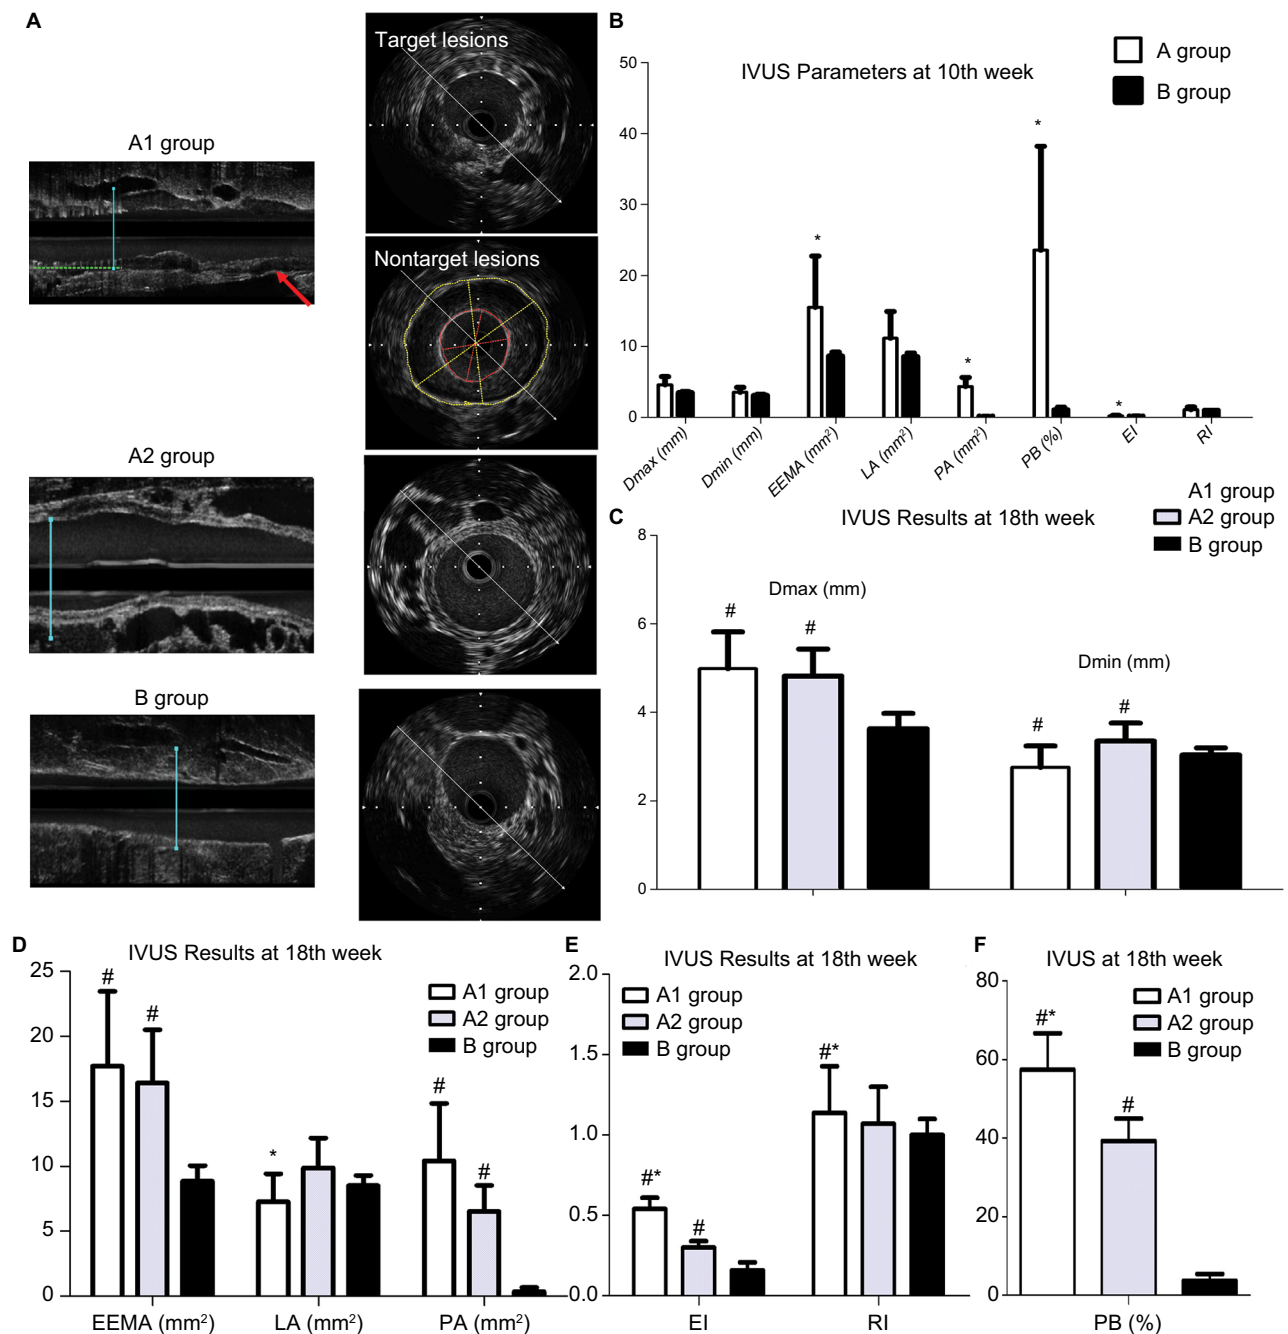 A
Target lesions
A1 group
Nontarget lesions
A2 group
B group
B
IVUS Parameters at 10th week
A group
B group
50
40
30
20
10
0
*
*
*
*
Dmax (mm)
Dmin (mm)
EEMA (mm²)
LA (mm²)
PA (mm²)
PB (%)
EI
RI
C
IVUS Results at 18th week
A1 group
A2 group
B group
8
6
4
2
0
Dmax (mm)
# #
Dmin (mm)
# #
D
IVUS Results at 18th week
A1 group
A2 group
B group
25
20
15
10
5
0
# #
*
# #
EEMA (mm²)
LA (mm²)
PA (mm²)
E
IVUS Results at 18th week
A1 group
A2 group
B group
2.0
1.5
1.0
0.5
0.0
#*
#
#*
EI
RI
F
IVUS at 18th week
A1 group
A2 group
B group
80
60
40
20
0
#*
#
PB (%)